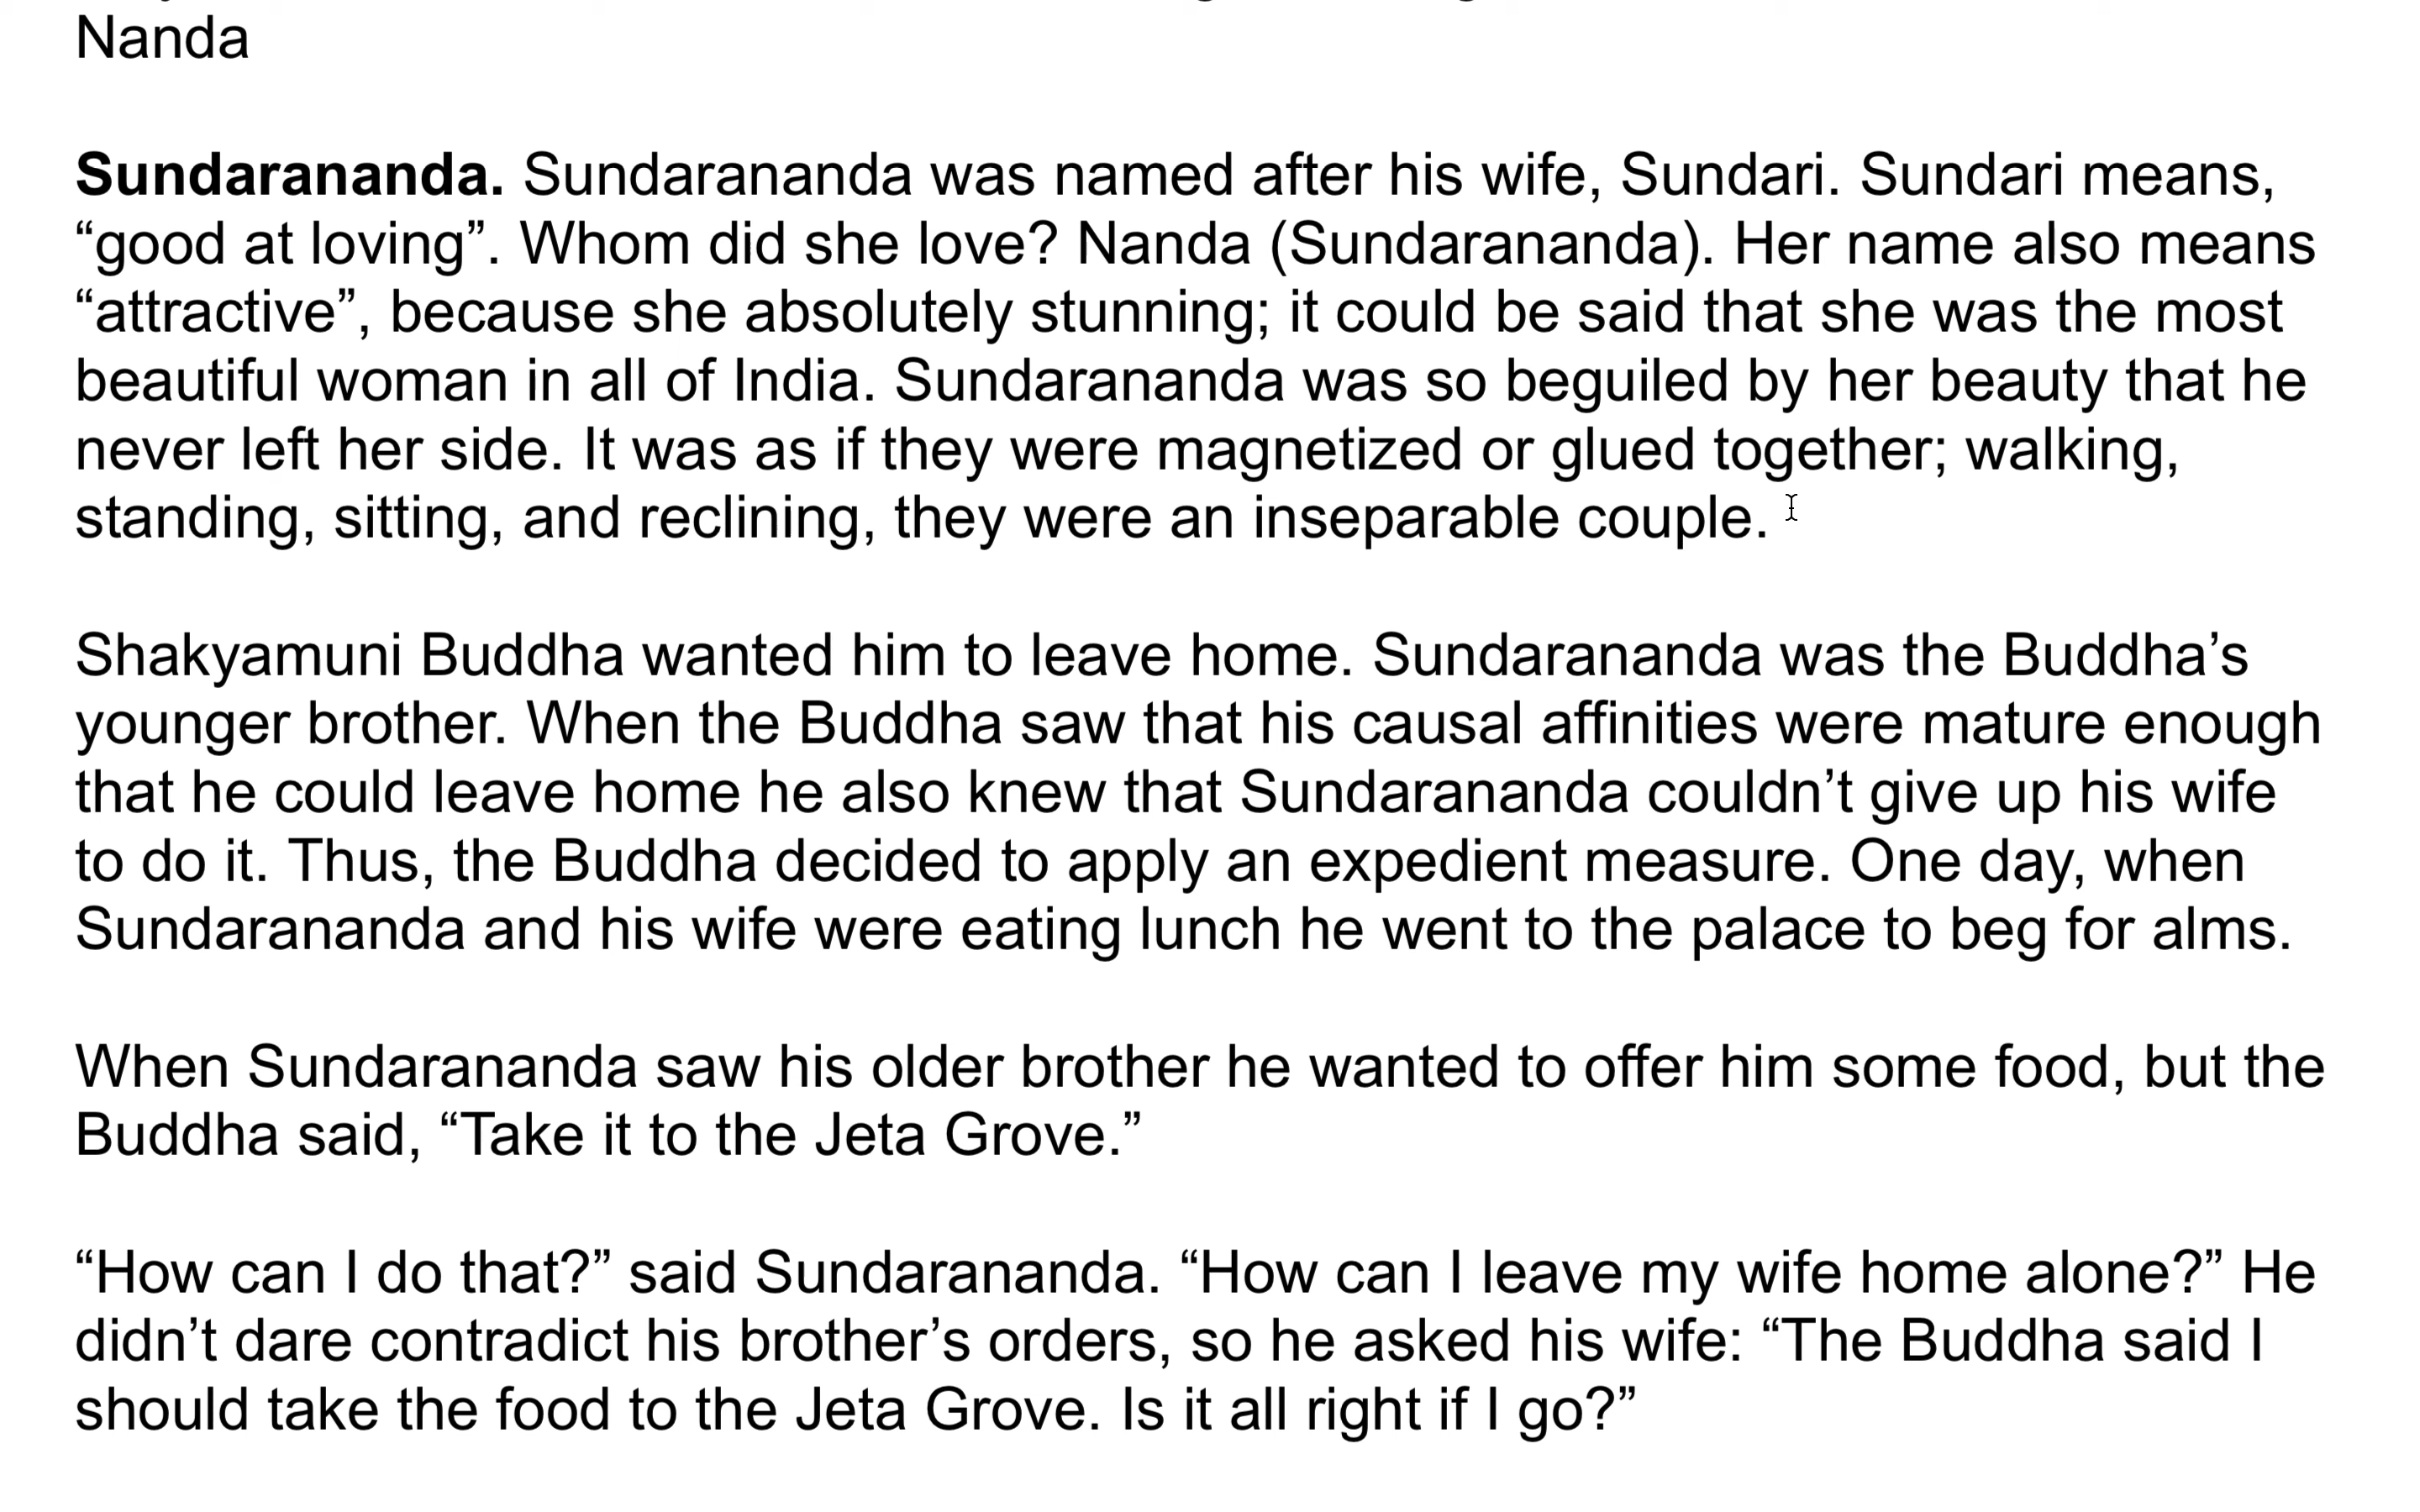 Nanda
Sundarananda. Sundarananda was named after his wife, Sundari. Sundari means,
“good at loving”. Whom did she love? Nanda (Sundarananda). Her name also means
“attractive”, because she absolutely stunning; it could be said that she was the most
beautiful woman in all of India. Sundarananda was so beguiled by her beauty that he
never left her side. It was as if they were magnetized or glued together; walking,
standing, sitting, and reclining, they were an inseparable couple.
Shakyamuni Buddha wanted him to leave home. Sundarananda was the Buddha’s
younger brother. When the Buddha saw that his causal affinities were mature enough
that he could leave home he also knew that Sundarananda couldn’t give up his wife
to do it. Thus, the Buddha decided to apply an expedient measure. One day, when
Sundarananda and his wife were eating lunch he went to the palace to beg for alms.
When Sundarananda saw his older brother he wanted to offer him some food, but the
Buddha said, “Take it to the Jeta Grove.”
“How can I do that?” said Sundarananda. “How can I leave my wife home alone?” He
didn’t dare contradict his brother’s orders, so he asked his wife: “The Buddha said I
should take the food to the Jeta Grove. Is it all right if I go?”